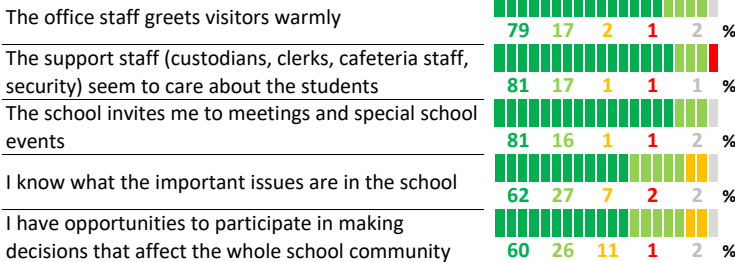 The office staff greets visitors warmly
79 17 2 1 2 %
The support staff (custodians, clerks, cafeteria staff,
security) seem to care about the students
81 17 1 1 1 %
The school invites me to meetings and special school
events
81 16 1 1 2 %
I know what the important issues are in the school
62 27 7 2 2 %
I have opportunities to participate in making
decisions that affect the whole school community
60 26 11 1 2 %